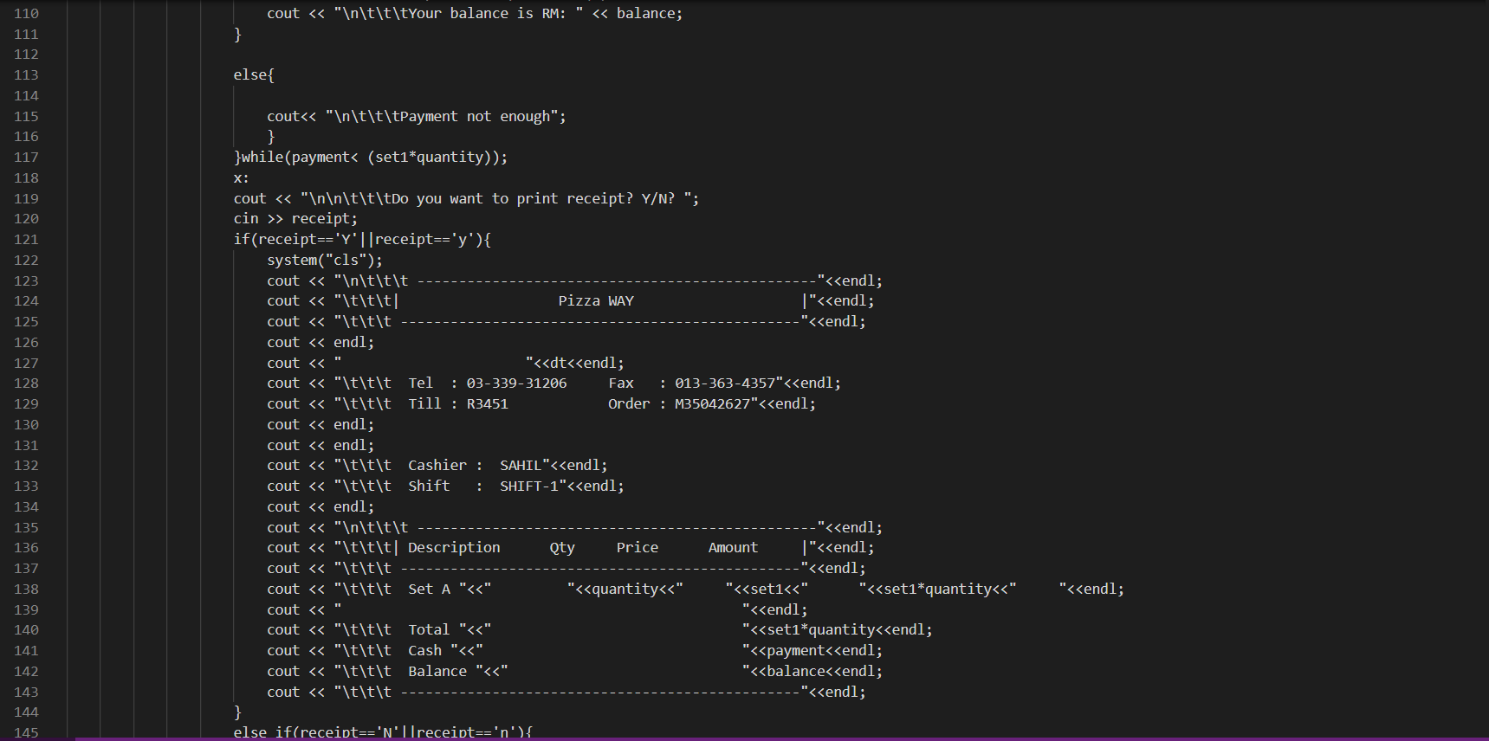 110 cout << "\n\t\t\tYour balance is RM: " << balance;
111 }
112
113 else{
114
115 cout<< "\n\t\t\tPayment not enough";
116 }
117 }while(payment< (set1*quantity));
118 x:
119 cout << "\n\n\t\t\tDo you want to print receipt? Y/N? ";
120 cin >> receipt;
121 if(receipt=='Y'||receipt=='y'){
122 system("cls");
123 cout << "\n\t\t\t ------------------------------------------------"<<endl;
124 cout << "\t\t\t|                   Pizza WAY                    |"<<endl;
125 cout << "\t\t\t ------------------------------------------------"<<endl;
126 cout << endl;
127 cout << "                      "<<dt<<endl;
128 cout << "\t\t\t  Tel  : 03-339-31206     Fax   : 013-363-4357"<<endl;
129 cout << "\t\t\t  Till : R3451            Order : M35042627"<<endl;
130 cout << endl;
131 cout << endl;
132 cout << "\t\t\t  Cashier :  SAHIL"<<endl;
133 cout << "\t\t\t  Shift   :  SHIFT-1"<<endl;
134 cout << endl;
135 cout << "\n\t\t\t ------------------------------------------------"<<endl;
136 cout << "\t\t\t| Description      Qty     Price      Amount     |"<<endl;
137 cout << "\t\t\t ------------------------------------------------"<<endl;
138 cout << "\t\t\t  Set A "<<"         "<<quantity<<"     "<<set1<<"      "<<set1*quantity<<"     "<<endl;
139 cout << "                                                "<<endl;
140 cout << "\t\t\t  Total "<<"                              "<<set1*quantity<<endl;
141 cout << "\t\t\t  Cash "<<"                               "<<payment<<endl;
142 cout << "\t\t\t  Balance "<<"                            "<<balance<<endl;
143 cout << "\t\t\t ------------------------------------------------"<<endl;
144 }
145 else if(receipt=='N'||receipt=='n'){